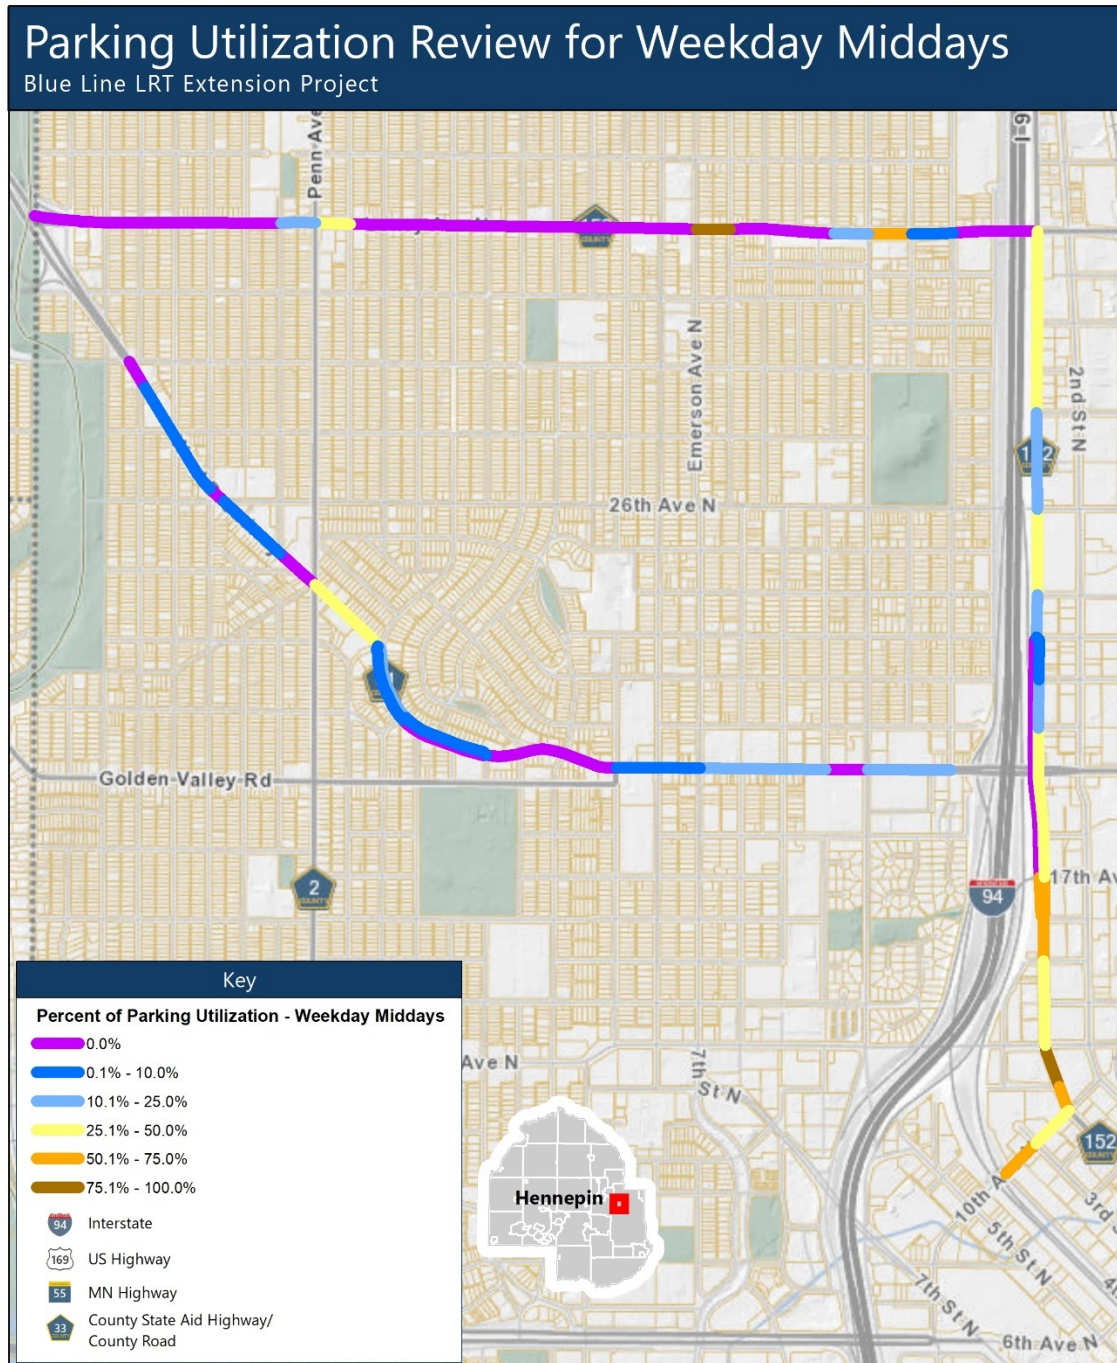 Parking Utilization Review for Weekday Middays
Blue Line LRT Extension Project
Penn Ave
I 9
Emerson Ave N
2nd St N
26th Ave N
Golden Valley Rd
2
COUNTY
17th Av
94
Ave N
7th St N
152
COUNTY
10th A
5th St N
3rd S
7th St N
6th Ave N
Hennepin
Key
Percent of Parking Utilization - Weekday Middays
0.0%
0.1% - 10.0%
10.1% - 25.0%
25.1% - 50.0%
50.1% - 75.0%
75.1% - 100.0%
94
Interstate
169
US Highway
55
MN Highway
33
COUNTY
County State Aid Highway/
County Road